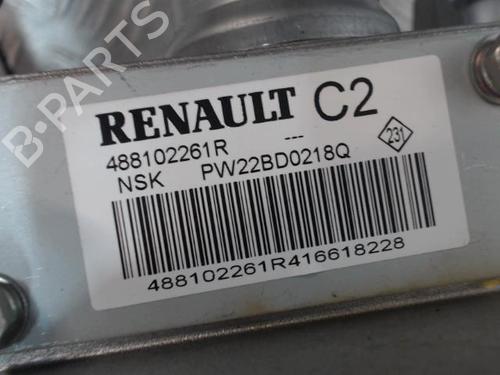 B-PARTS
RENAULT C2
488102261R ---
231
NSK PW22BD0218Q
488102261R416618228